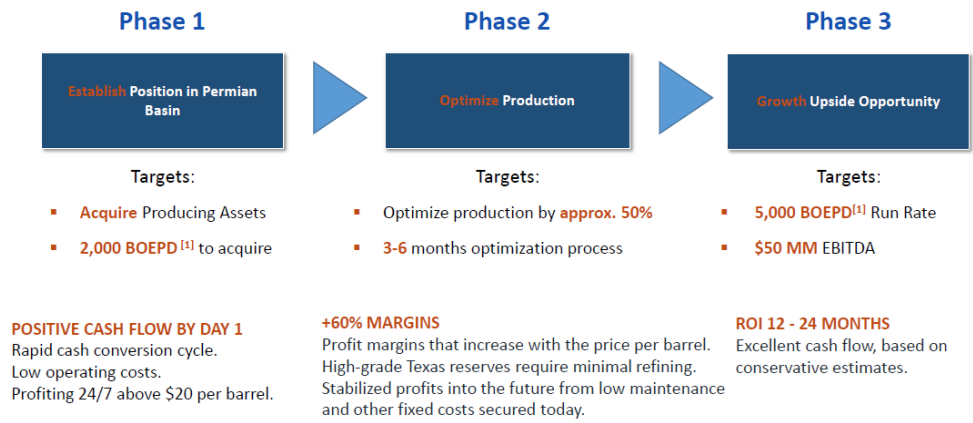 Phase 1
Phase 2
Phase 3
Establish Position in Permian
Basin
Optimize Production
Growth Upside Opportunity
Targets:
▪ Acquire Producing Assets
▪ 2,000 BOEPD [1] to acquire
Targets:
▪ Optimize production by approx. 50%
▪ 3-6 months optimization process
Targets:
▪ 5,000 BOEPD[1] Run Rate
▪ $50 MM EBITDA
POSITIVE CASH FLOW BY DAY 1
Rapid cash conversion cycle.
Low operating costs.
Profiting 24/7 above $20 per barrel.
+60% MARGINS
Profit margins that increase with the price per barrel.
High-grade Texas reserves require minimal refining.
Stabilized profits into the future from low maintenance
and other fixed costs secured today.
ROI 12 - 24 MONTHS
Excellent cash flow, based on
conservative estimates.